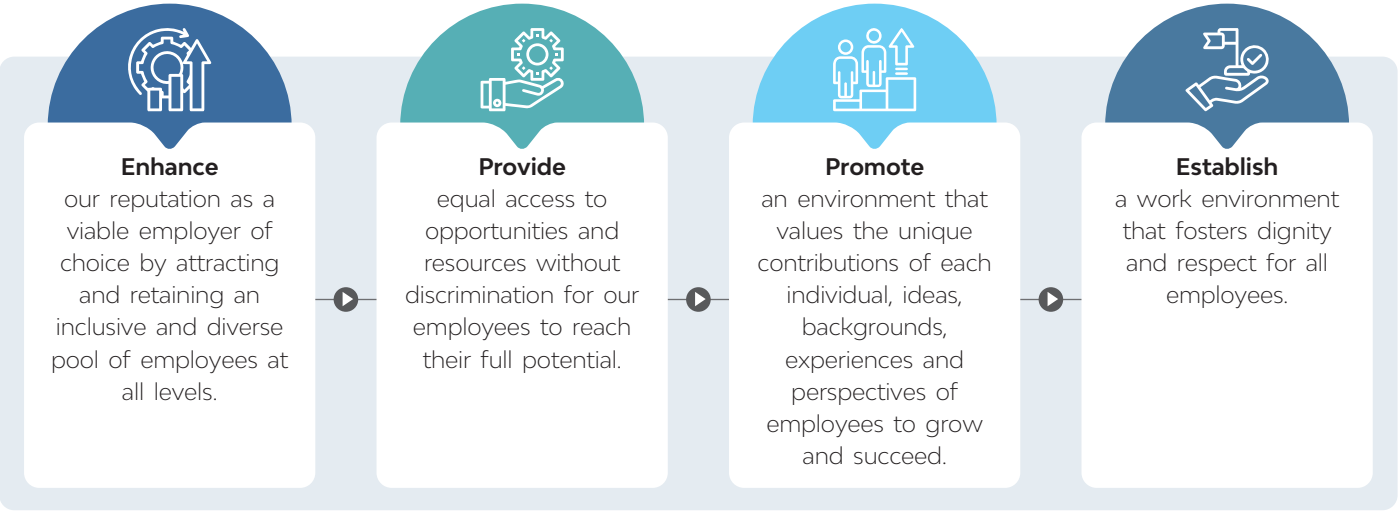 Enhance
our reputation as a
viable employer of
choice by attracting
and retaining an
inclusive and diverse
pool of employees at
all levels.
Provide
equal access to
opportunities and
resources without
discrimination for our
employees to reach
their full potential.
Promote
an environment that
values the unique
contributions of each
individual, ideas,
backgrounds,
experiences and
perspectives of
employees to grow
and succeed.
Establish
a work environment
that fosters dignity
and respect for all
employees.